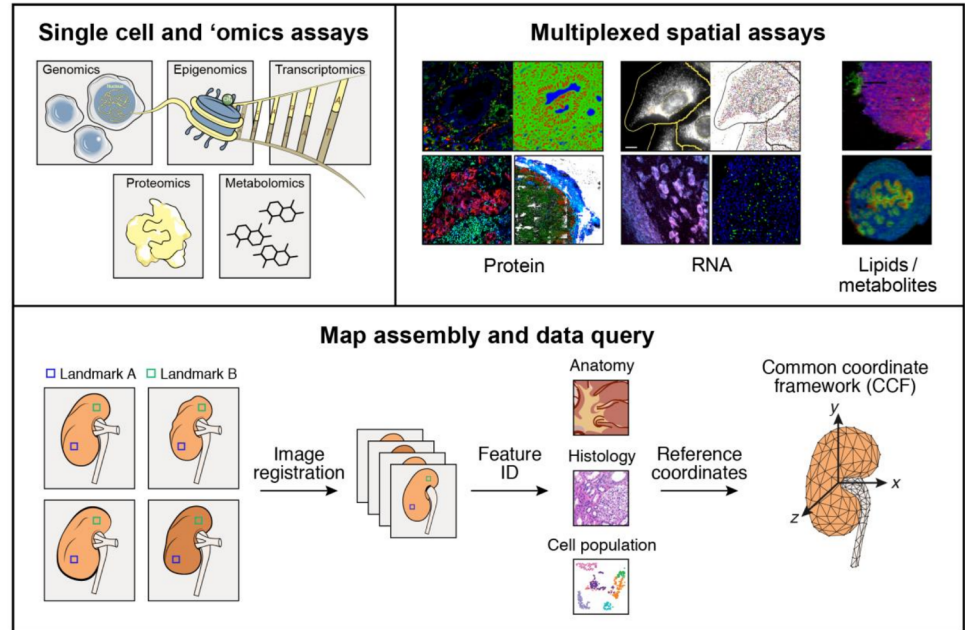 Single cell and ‘omics assays
Genomics
Epigenomics
Transcriptomics
Proteomics
Metabolomics
Multiplexed spatial assays
Protein
RNA
Lipids /
metabolites
Map assembly and data query
Landmark A
Landmark B
Image
registration
Feature
ID
Anatomy
Histology
Cell population
Reference
coordinates
Common coordinate
framework (CCF)
y
x
z